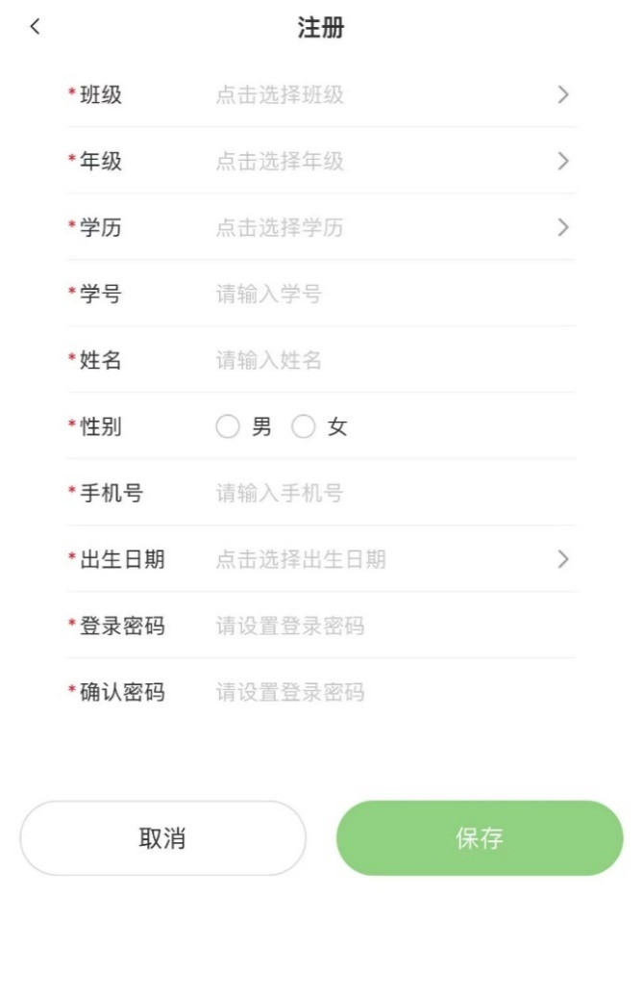 注册
*班级 点击选择班级
*年级 点击选择年级
*学历 点击选择学历
*学号 请输入学号
*姓名 请输入姓名
*性别 男 女
*手机号 请输入手机号
*出生日期 点击选择出生日期
*登录密码 请设置登录密码
*确认密码 请设置登录密码
取消 保存